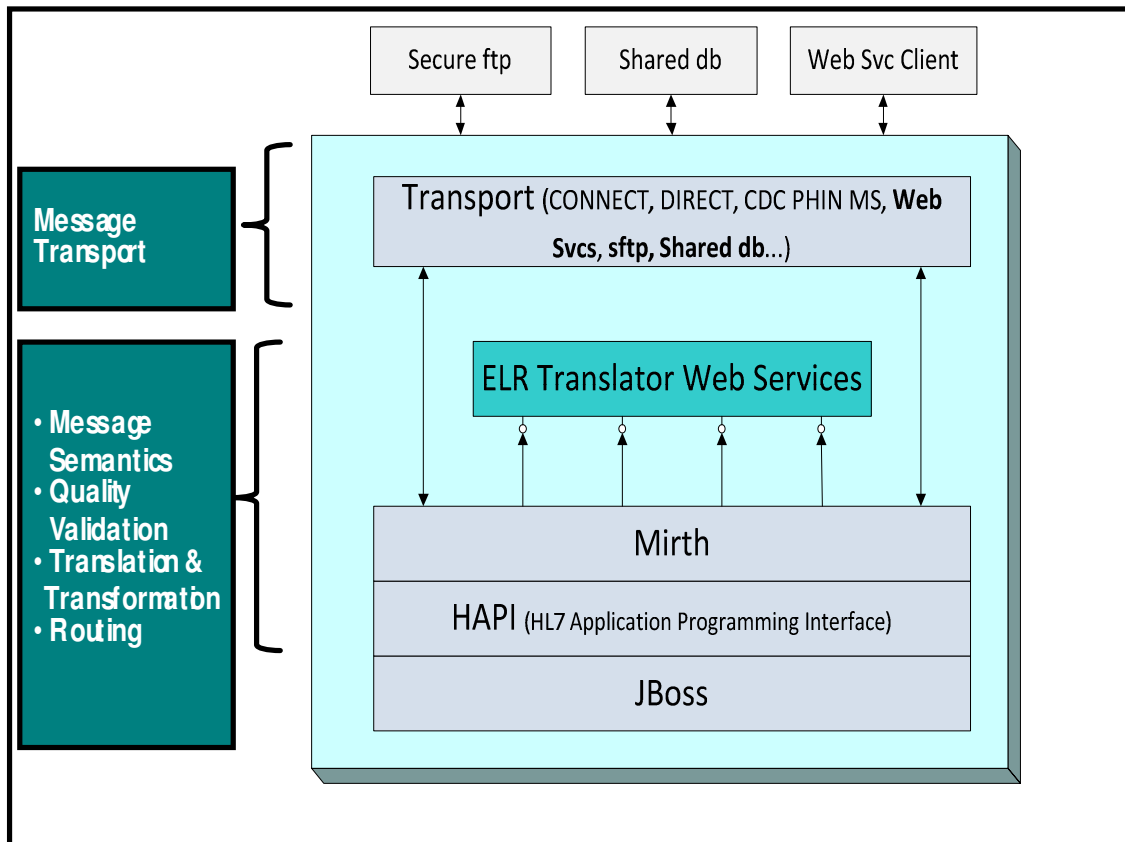 Secure ftp
Shared db
Web Svc Client
Message
Transport
Transport (CONNECT, DIRECT, CDC PHIN MS, Web
Svcs, sftp, Shared db...)
ELR Translator Web Services
• Message
Semantics
• Quality
Validation
• Translation &
Transformation
• Routing
Mirth
HAPI (HL7 Application Programming Interface)
JBoss